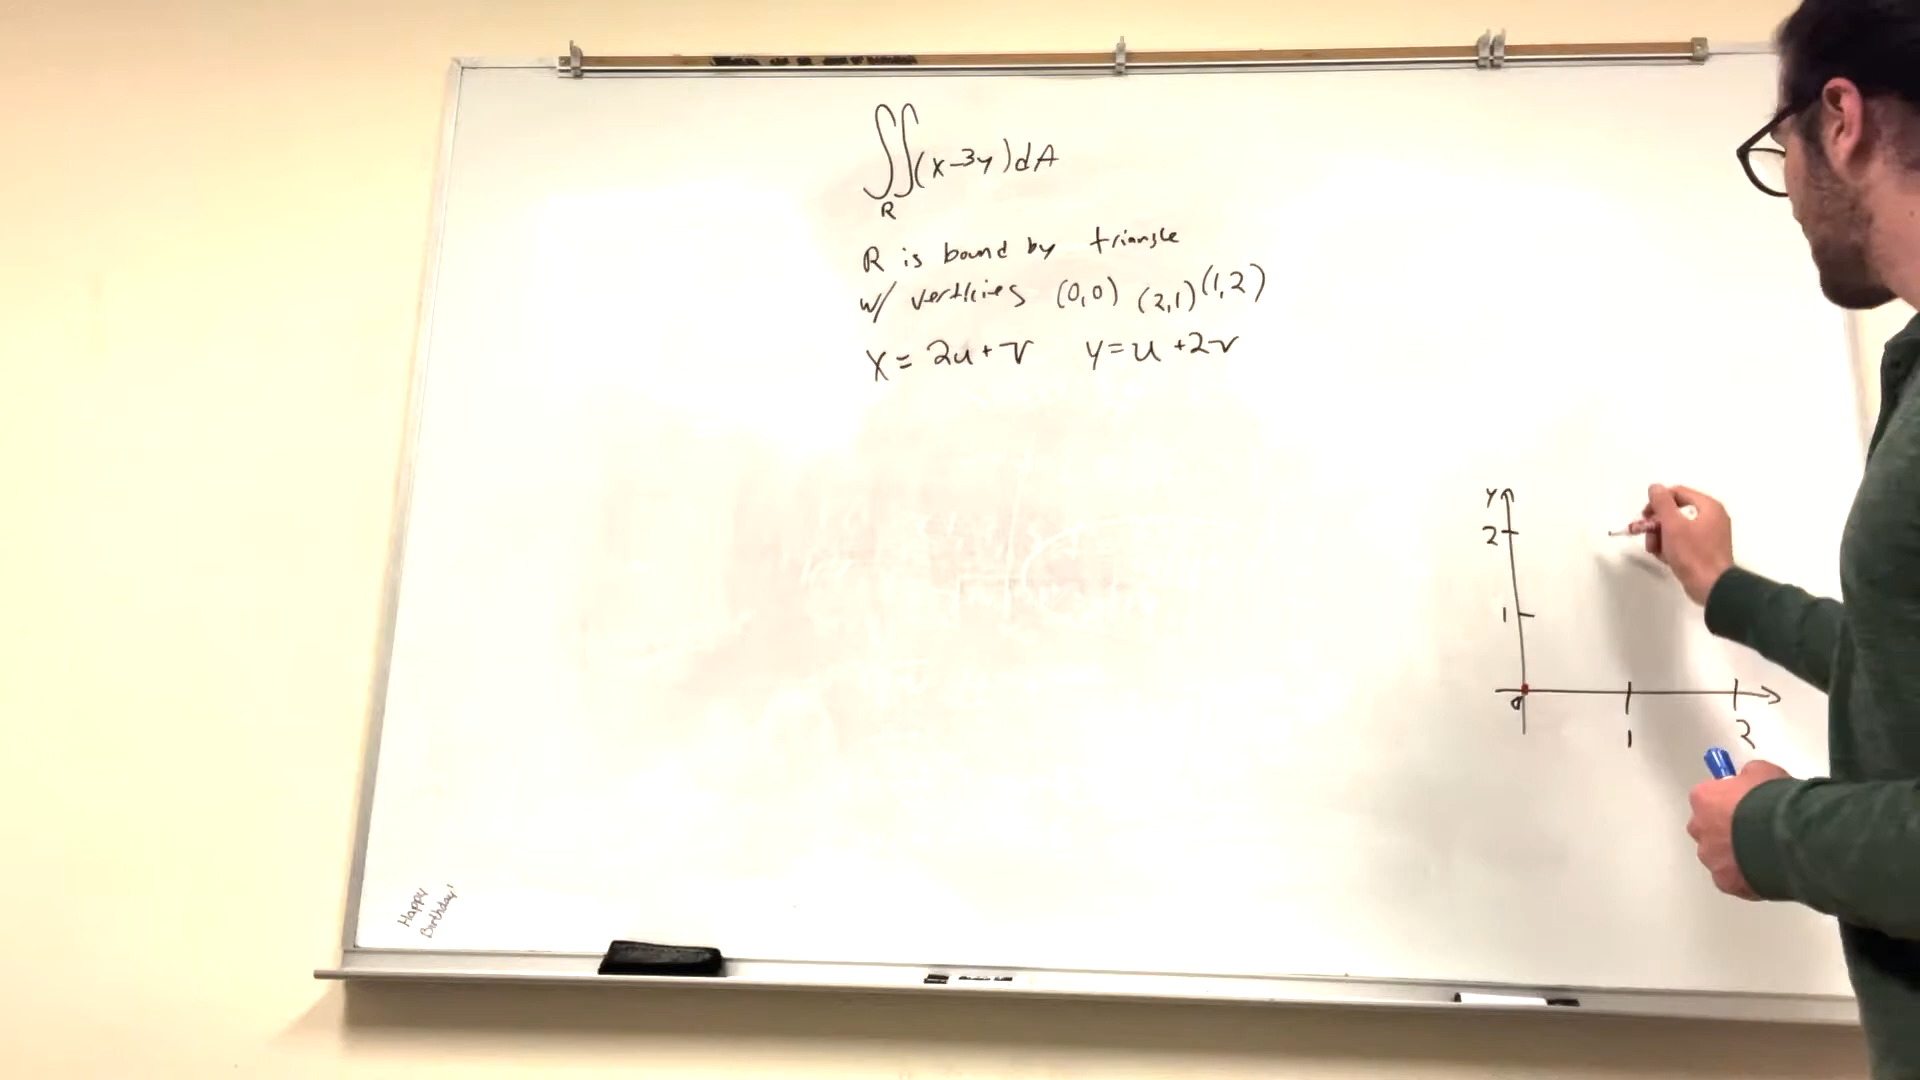 ∬(x-3y)dA
R
R is bound by triangle
w/ verticies (0,0) (2,1) (1,2)
x = 2u+v y=u+2v
y
2
1
0
1
2
Happy
Birthday!